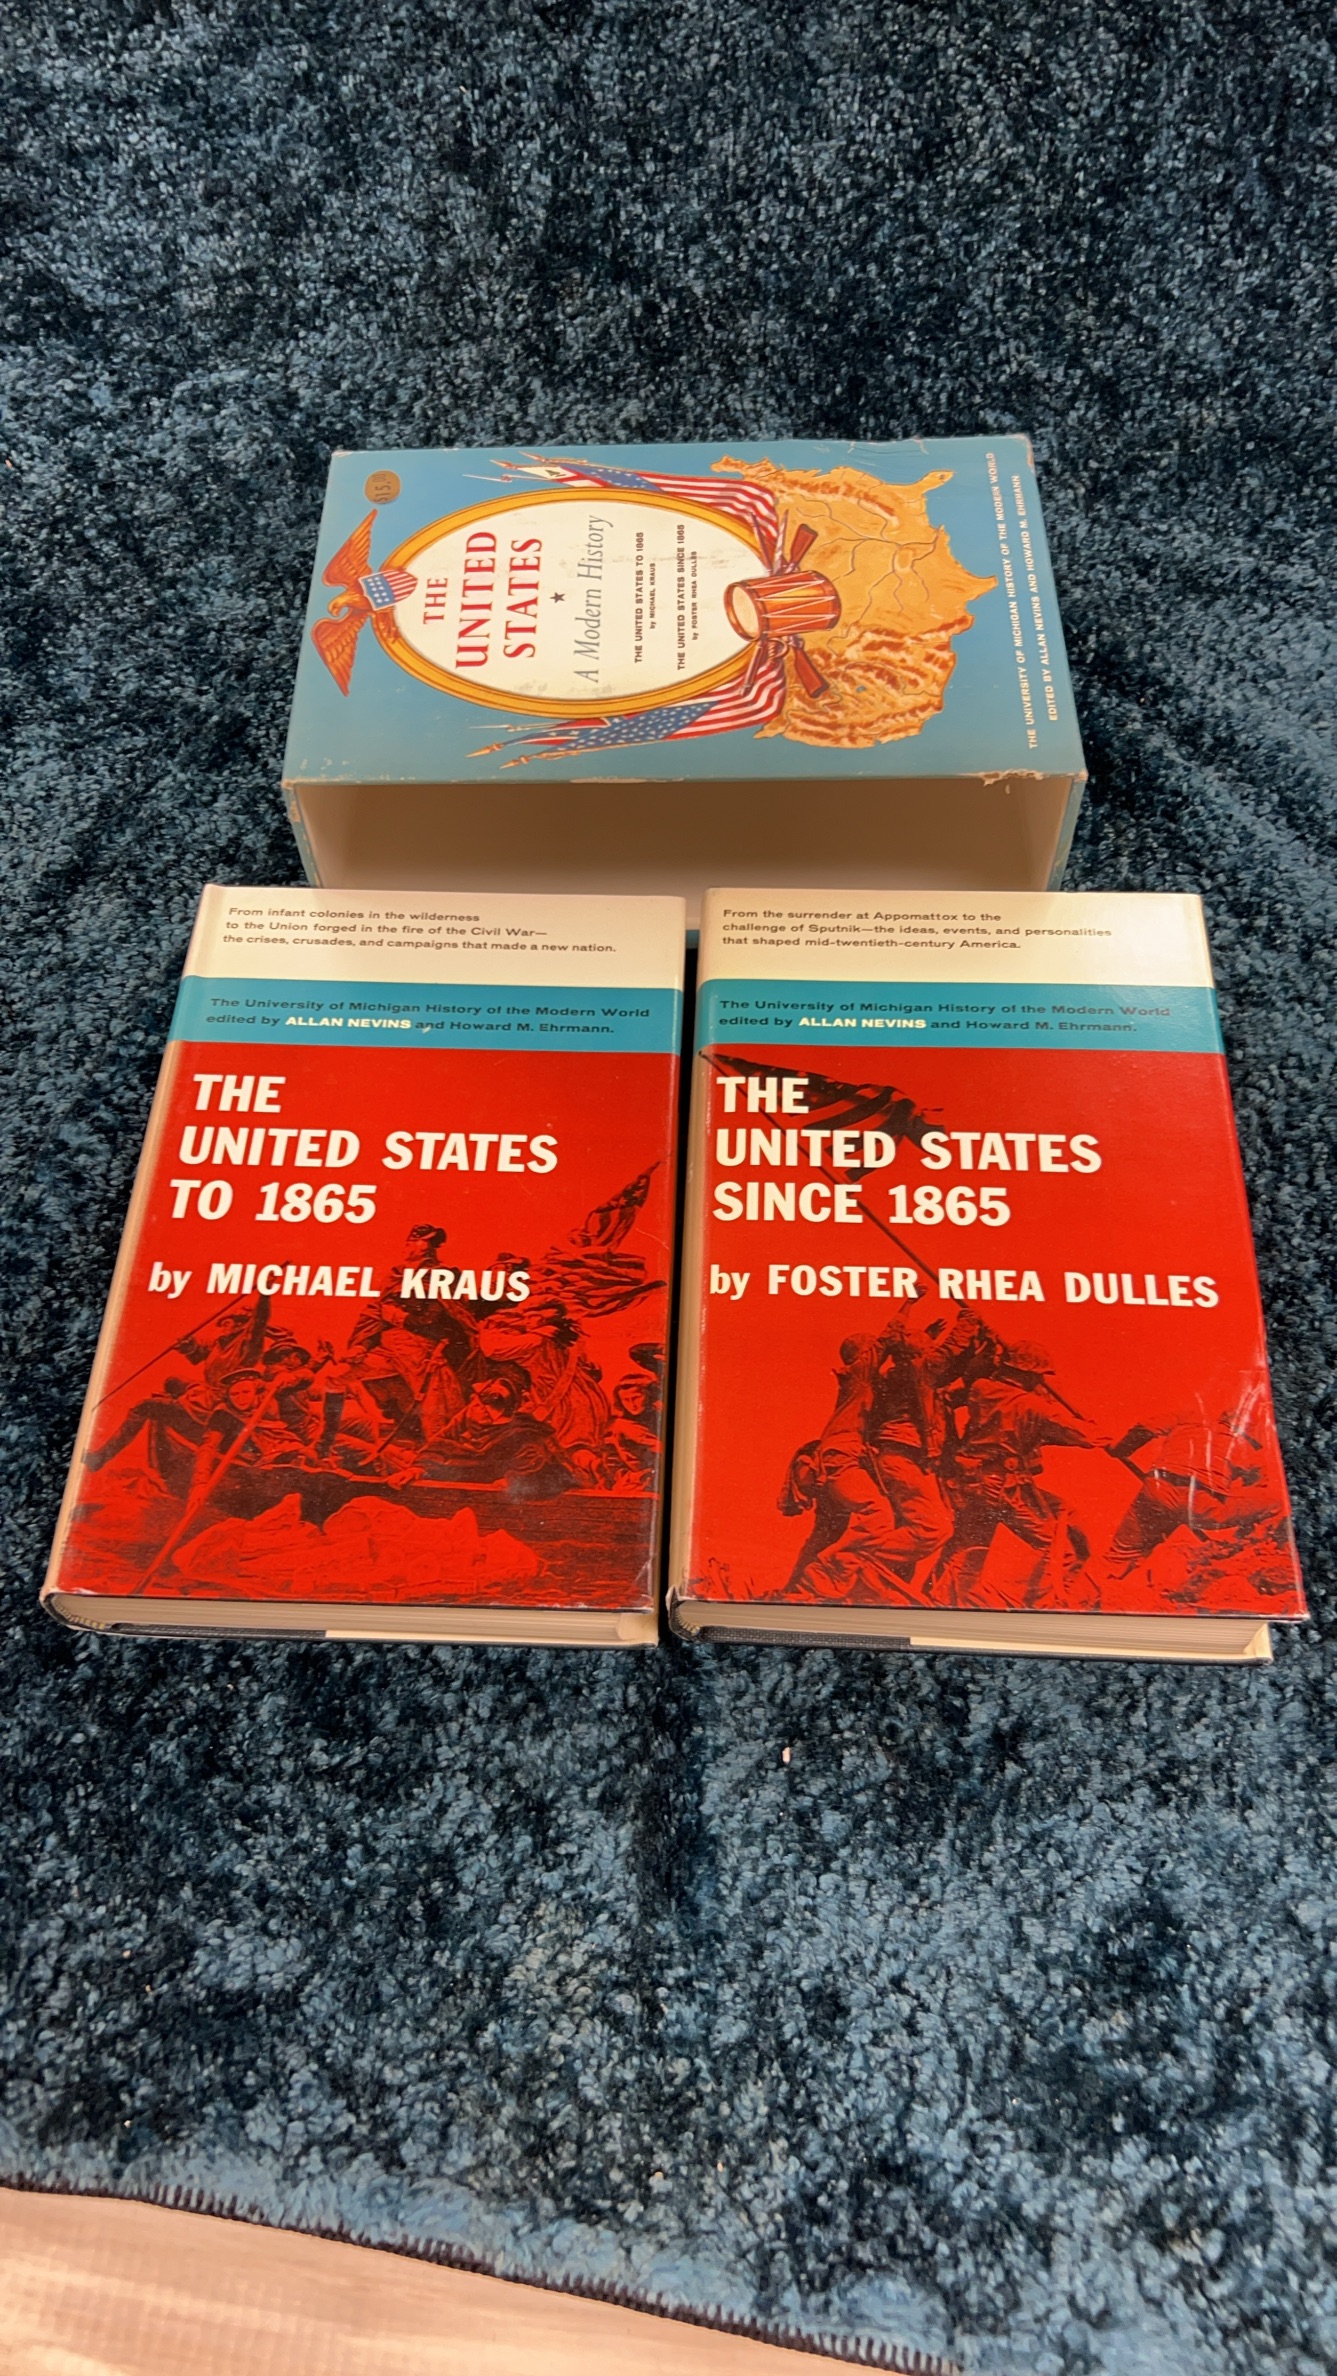 $15.00
THE
UNITED
STATES
A Modern History
THE UNITED STATES TO 1865
by MICHAEL KRAUS
THE UNITED STATES SINCE 1865
by FOSTER RHEA DULLES
THE UNIVERSITY OF MICHIGAN HISTORY OF THE MODERN WORLD
EDITED BY ALLAN NEVINS AND HOWARD M. EHRMANN
From infant colonies in the wilderness
to the Union forged in the fire of the Civil War—
the crises, crusades, and campaigns that made a new nation.
The University of Michigan History of the Modern World
edited by ALLAN NEVINS and Howard M. Ehrmann.
THE
UNITED STATES
TO 1865
by MICHAEL KRAUS
From the surrender at Appomattox to the
challenge of Sputnik—the ideas, events, and personalities
that shaped mid-twentieth-century America.
The University of Michigan History of the Modern World
edited by ALLAN NEVINS and Howard M. Ehrmann.
THE
UNITED STATES
SINCE 1865
by FOSTER RHEA DULLES